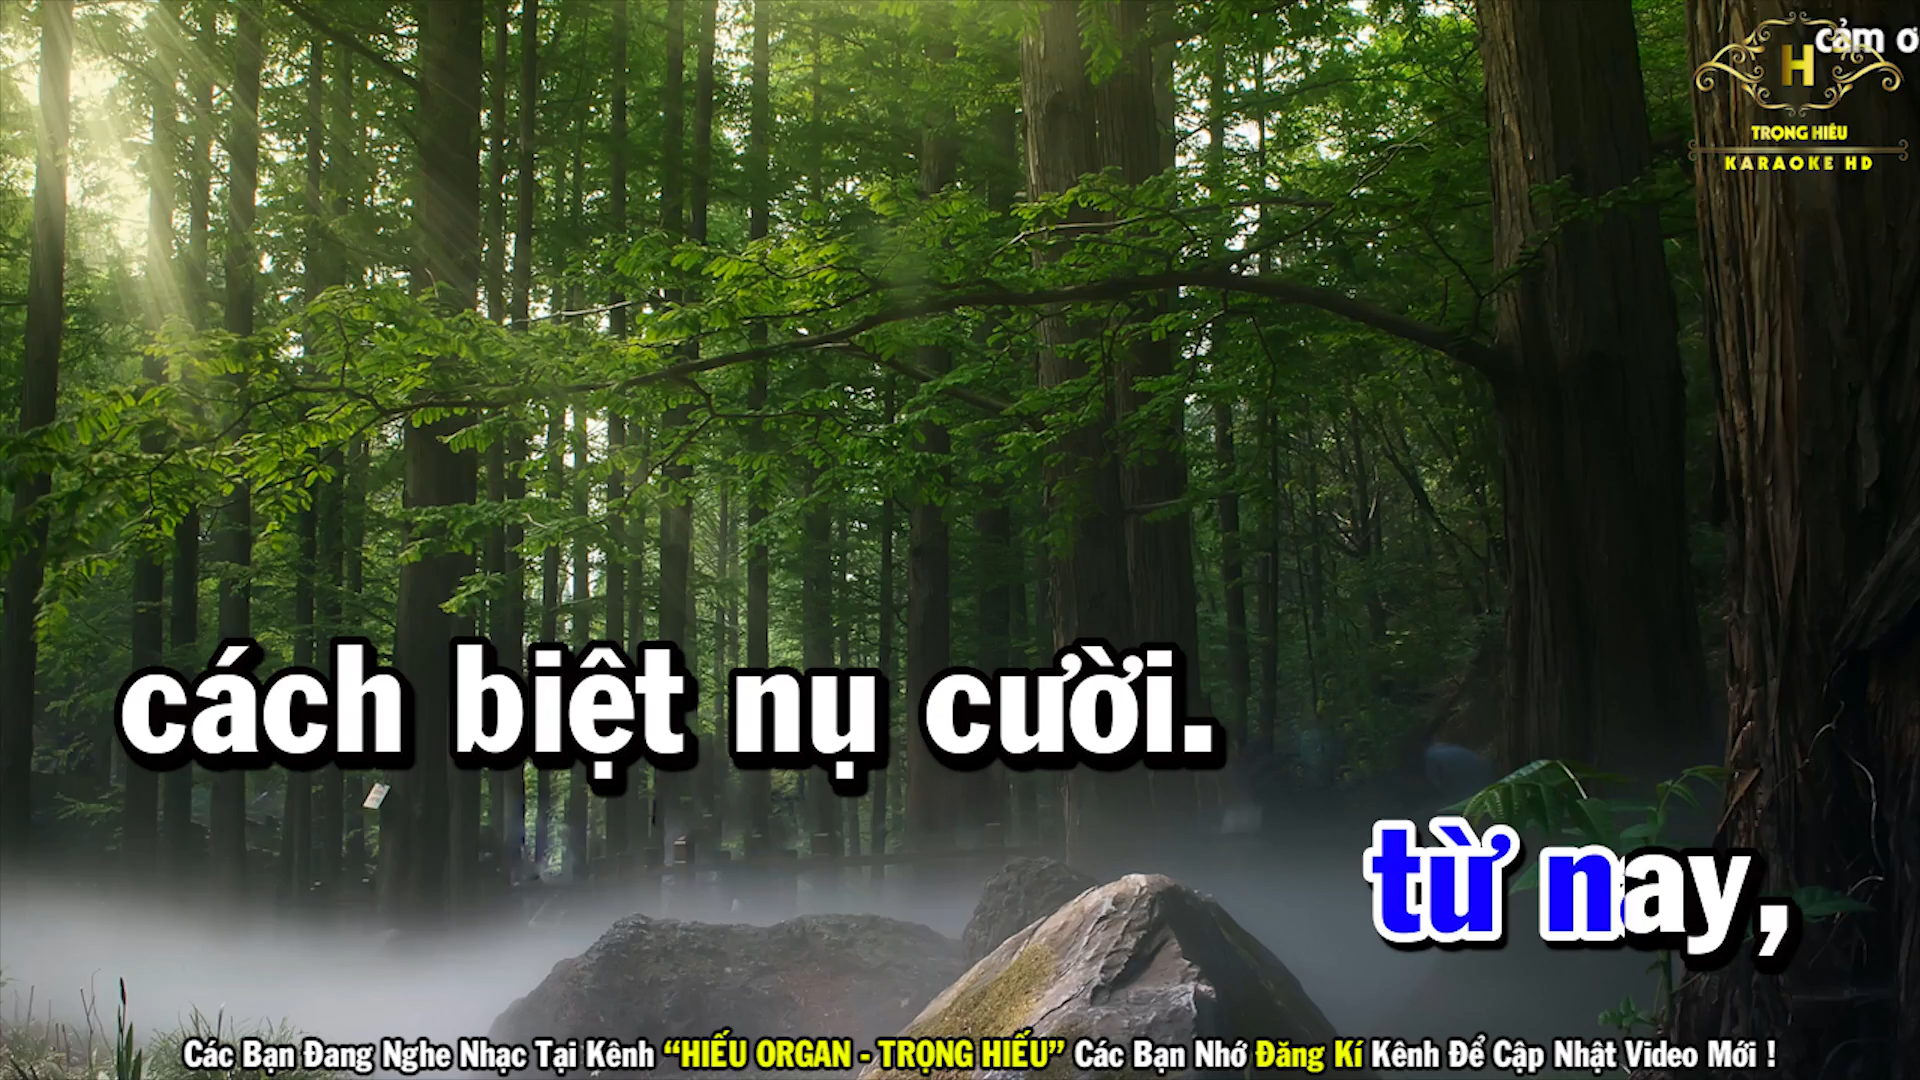 cảm ơ
H
TRỌNG HIẾU
KARAOKE HD
cách biệt nụ cười.
từ nay,
Các Bạn Đang Nghe Nhạc Tại Kênh “HIẾU ORGAN - TRỌNG HIẾU” Các Bạn Nhớ Đăng Kí Kênh Để Cập Nhật Video Mới !